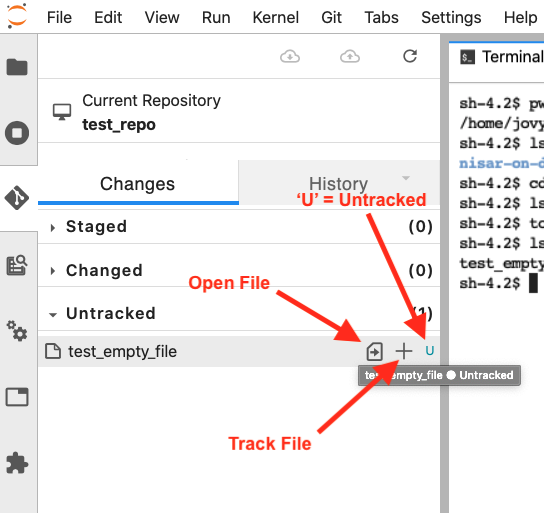 File Edit View Run Kernel Git Tabs Settings Help
Current Repository
test_repo
Changes
History
'U' = Untracked
Staged (0)
Changed (0)
Open File
Untracked (1)
test_empty_file U
test_empty_file Untracked
Track File
$_ Terminal
sh-4.2$ pw
/home/jovy
sh-4.2$ ls
nisar-on-d
sh-4.2$ cd
sh-4.2$ ls
sh-4.2$ to
sh-4.2$ ls
test_empty
sh-4.2$